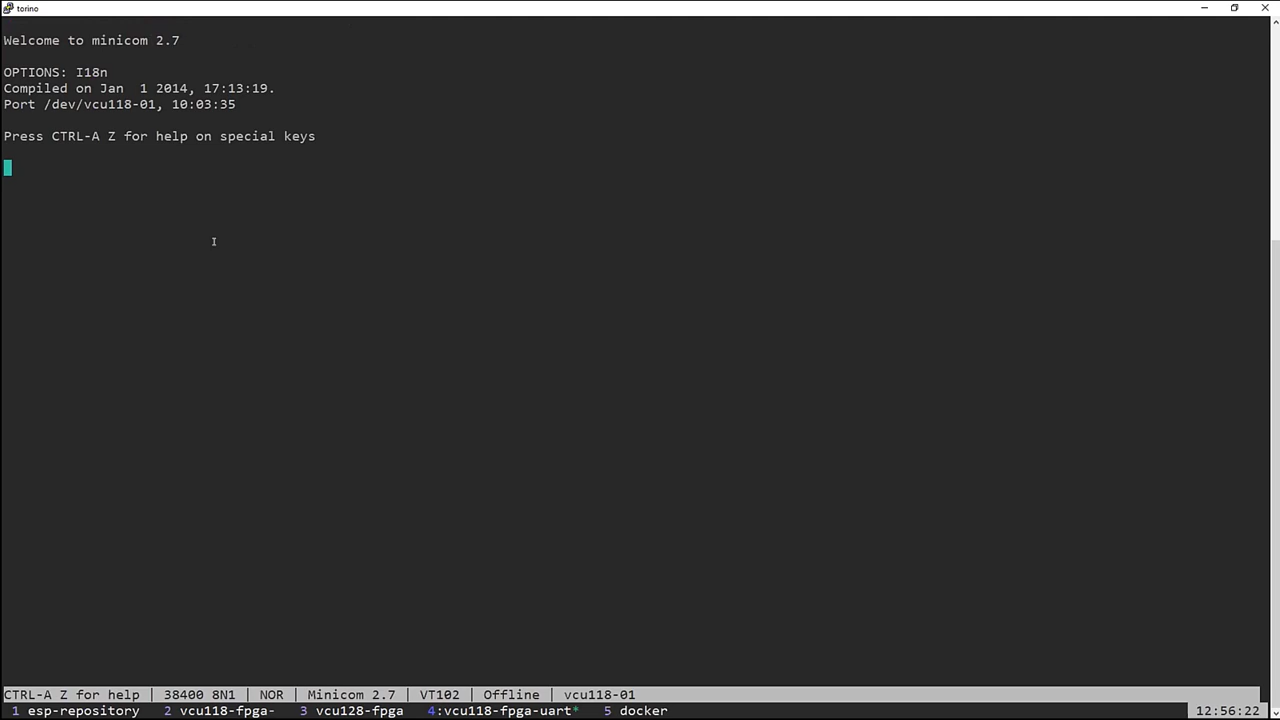 torino
Welcome to minicom 2.7
OPTIONS: I18n
Compiled on Jan  1 2014, 17:13:19.
Port /dev/vcu118-01, 10:03:35
Press CTRL-A Z for help on special keys
CTRL-A Z for help | 38400 8N1 | NOR | Minicom 2.7 | VT102 | Offline | vcu118-01
1 esp-repository  2 vcu118-fpga-  3 vcu128-fpga  4:vcu118-fpga-uart*  5 docker  12:56:22